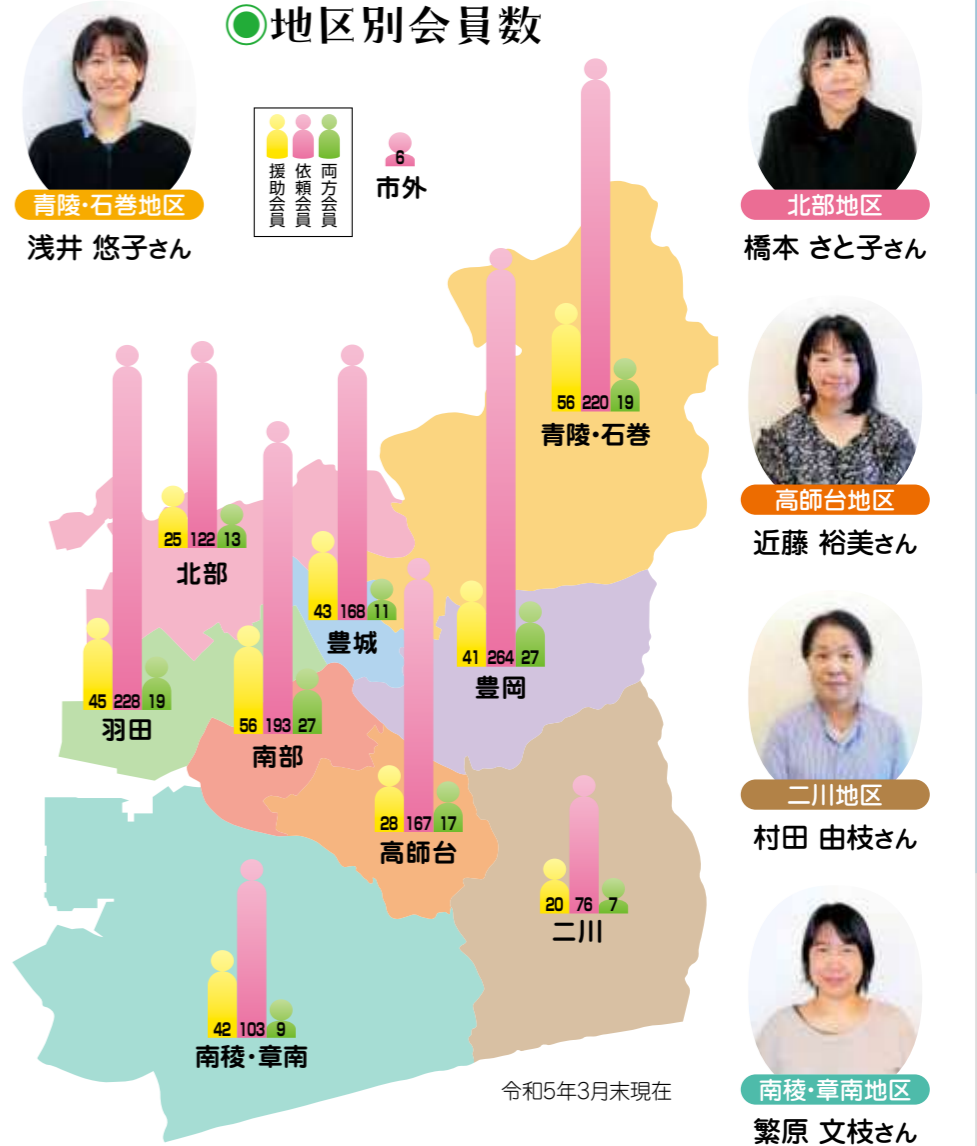 ◉地区別会員数
援助会員
依頼会員
両方会員
6
市外
青陵・石巻地区
浅井 悠子さん
北部地区
橋本 さと子さん
56 220 19
青陵・石巻
高師台地区
近藤 裕美さん
25 122 13
北部
43 168 11
豊城
41 264 27
豊岡
45 228 19
羽田
56 193 27
南部
28 167 17
高師台
二川地区
村田 由枝さん
20 76 7
二川
42 103 9
南稜・章南
令和5年3月末現在
南稜・章南地区
繁原 文枝さん